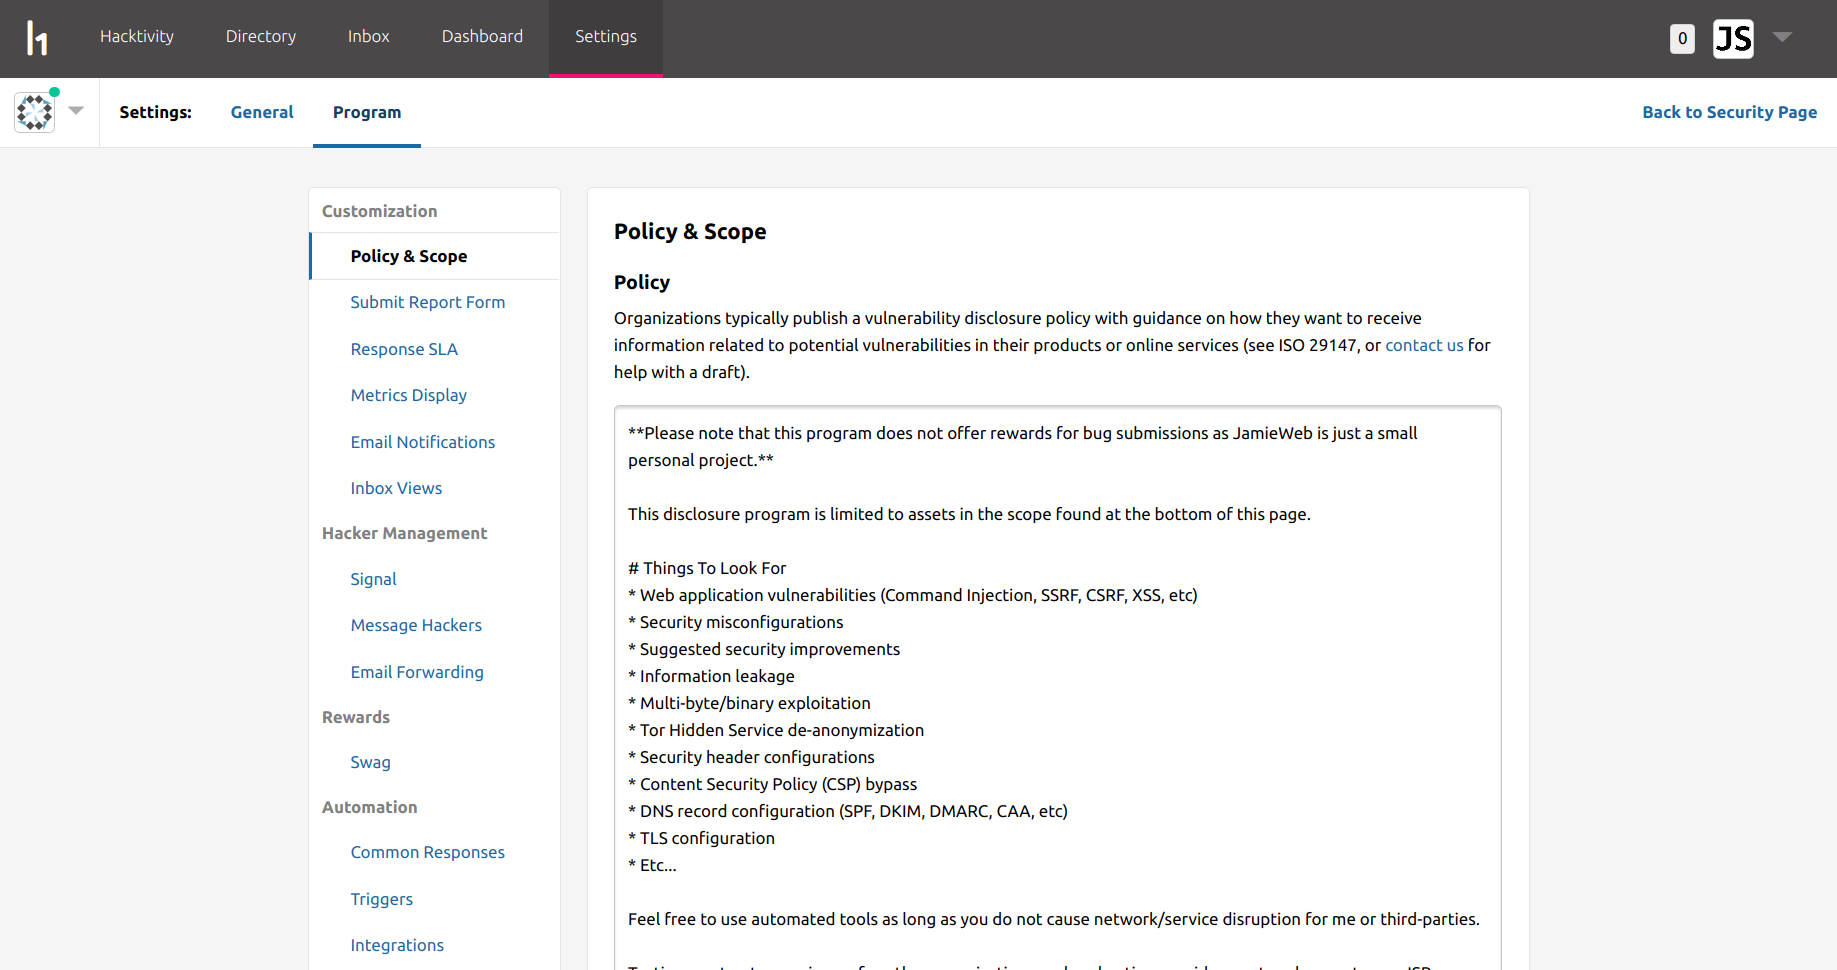 h1 Hacktivity Directory Inbox Dashboard Settings 0 JS
Settings: General Program Back to Security Page
Customization
Policy & Scope
Submit Report Form
Response SLA
Metrics Display
Email Notifications
Inbox Views
Hacker Management
Signal
Message Hackers
Email Forwarding
Rewards
Swag
Automation
Common Responses
Triggers
Integrations
Policy & Scope
Policy
Organizations typically publish a vulnerability disclosure policy with guidance on how they want to receive
information related to potential vulnerabilities in their products or online services (see ISO 29147, or contact us for
help with a draft).
**Please note that this program does not offer rewards for bug submissions as JamieWeb is just a small
personal project.**
This disclosure program is limited to assets in the scope found at the bottom of this page.
# Things To Look For
* Web application vulnerabilities (Command Injection, SSRF, CSRF, XSS, etc)
* Security misconfigurations
* Suggested security improvements
* Information leakage
* Multi-byte/binary exploitation
* Tor Hidden Service de-anonymization
* Security header configurations
* Content Security Policy (CSP) bypass
* DNS record configuration (SPF, DKIM, DMARC, CAA, etc)
* TLS configuration
* Etc...
Feel free to use automated tools as long as you do not cause network/service disruption for me or third-parties.